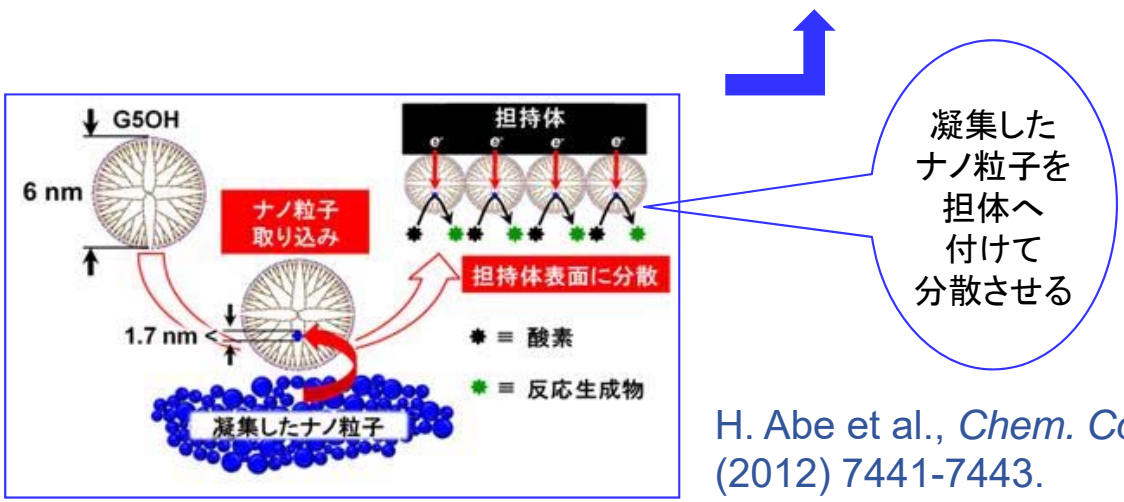 G5OH
6 nm
ナノ粒子
取り込み
1.7 nm <
凝集したナノ粒子
担持体
e- e- e- e-
担持体表面に分散
≡ 酸素
≡ 反応生成物
凝集した
ナノ粒子を
担体へ
付けて
分散させる
H. Abe et al., Chem.
(2012) 7441-7443.